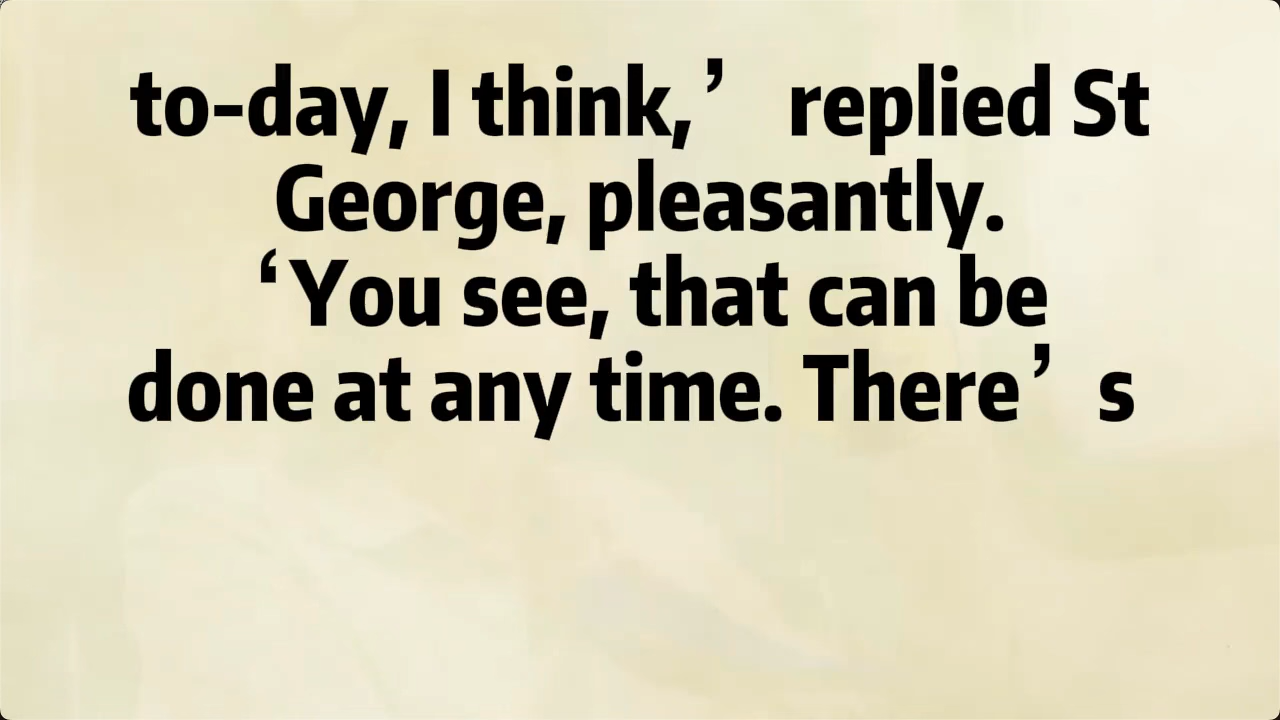 to-day, I think,’ replied St
George, pleasantly.
‘You see, that can be
done at any time. There’s